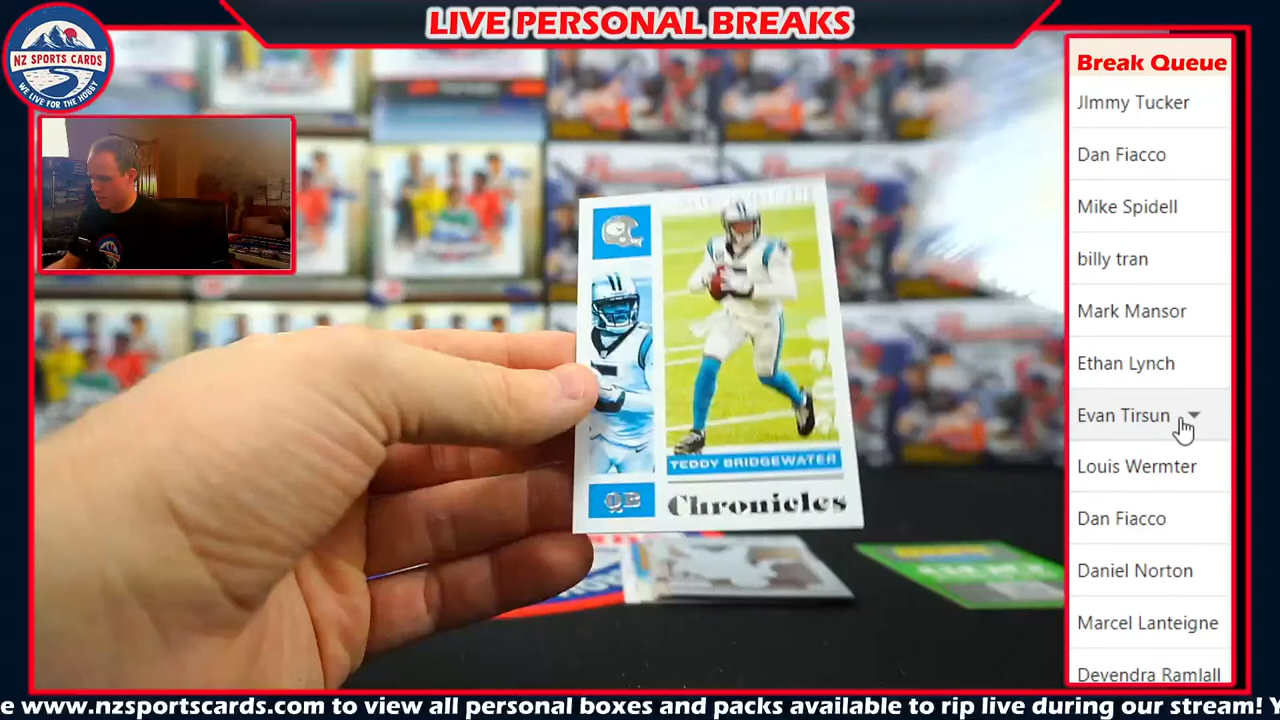 LIVE PERSONAL BREAKS
NZ SPORTS CARDS
WE LIVE FOR THE HOBBY
Break Queue
JImmy Tucker
Dan Fiacco
Mike Spidell
billy tran
Mark Mansor
Ethan Lynch
Evan Tirsun
Louis Wermter
Dan Fiacco
Daniel Norton
Marcel Lanteigne
Devendra Ramlall
TEDDY BRIDGEWATER
QB
Chronicles
e www.nzsportscards.com to view all personal boxes and packs available to rip live during our stream! Y